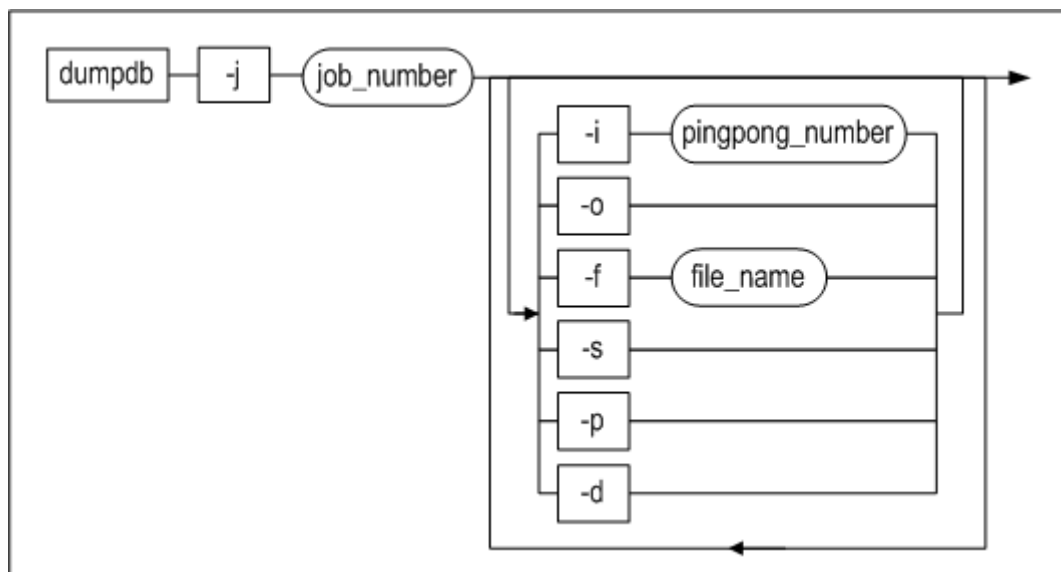 dumpdb -j job_number
-i pingpong_number
-o
-f file_name
-s
-p
-d